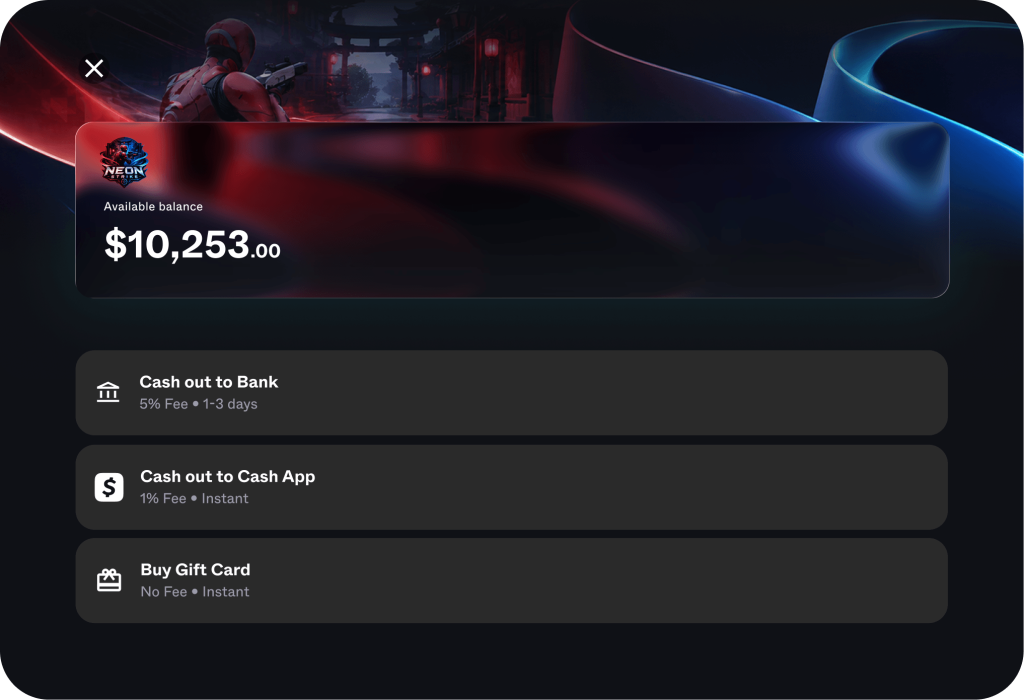 NEON
STRIKE
Available balance
$10,253.00
Cash out to Bank
5% Fee • 1-3 days
Cash out to Cash App
1% Fee • Instant
Buy Gift Card
No Fee • Instant